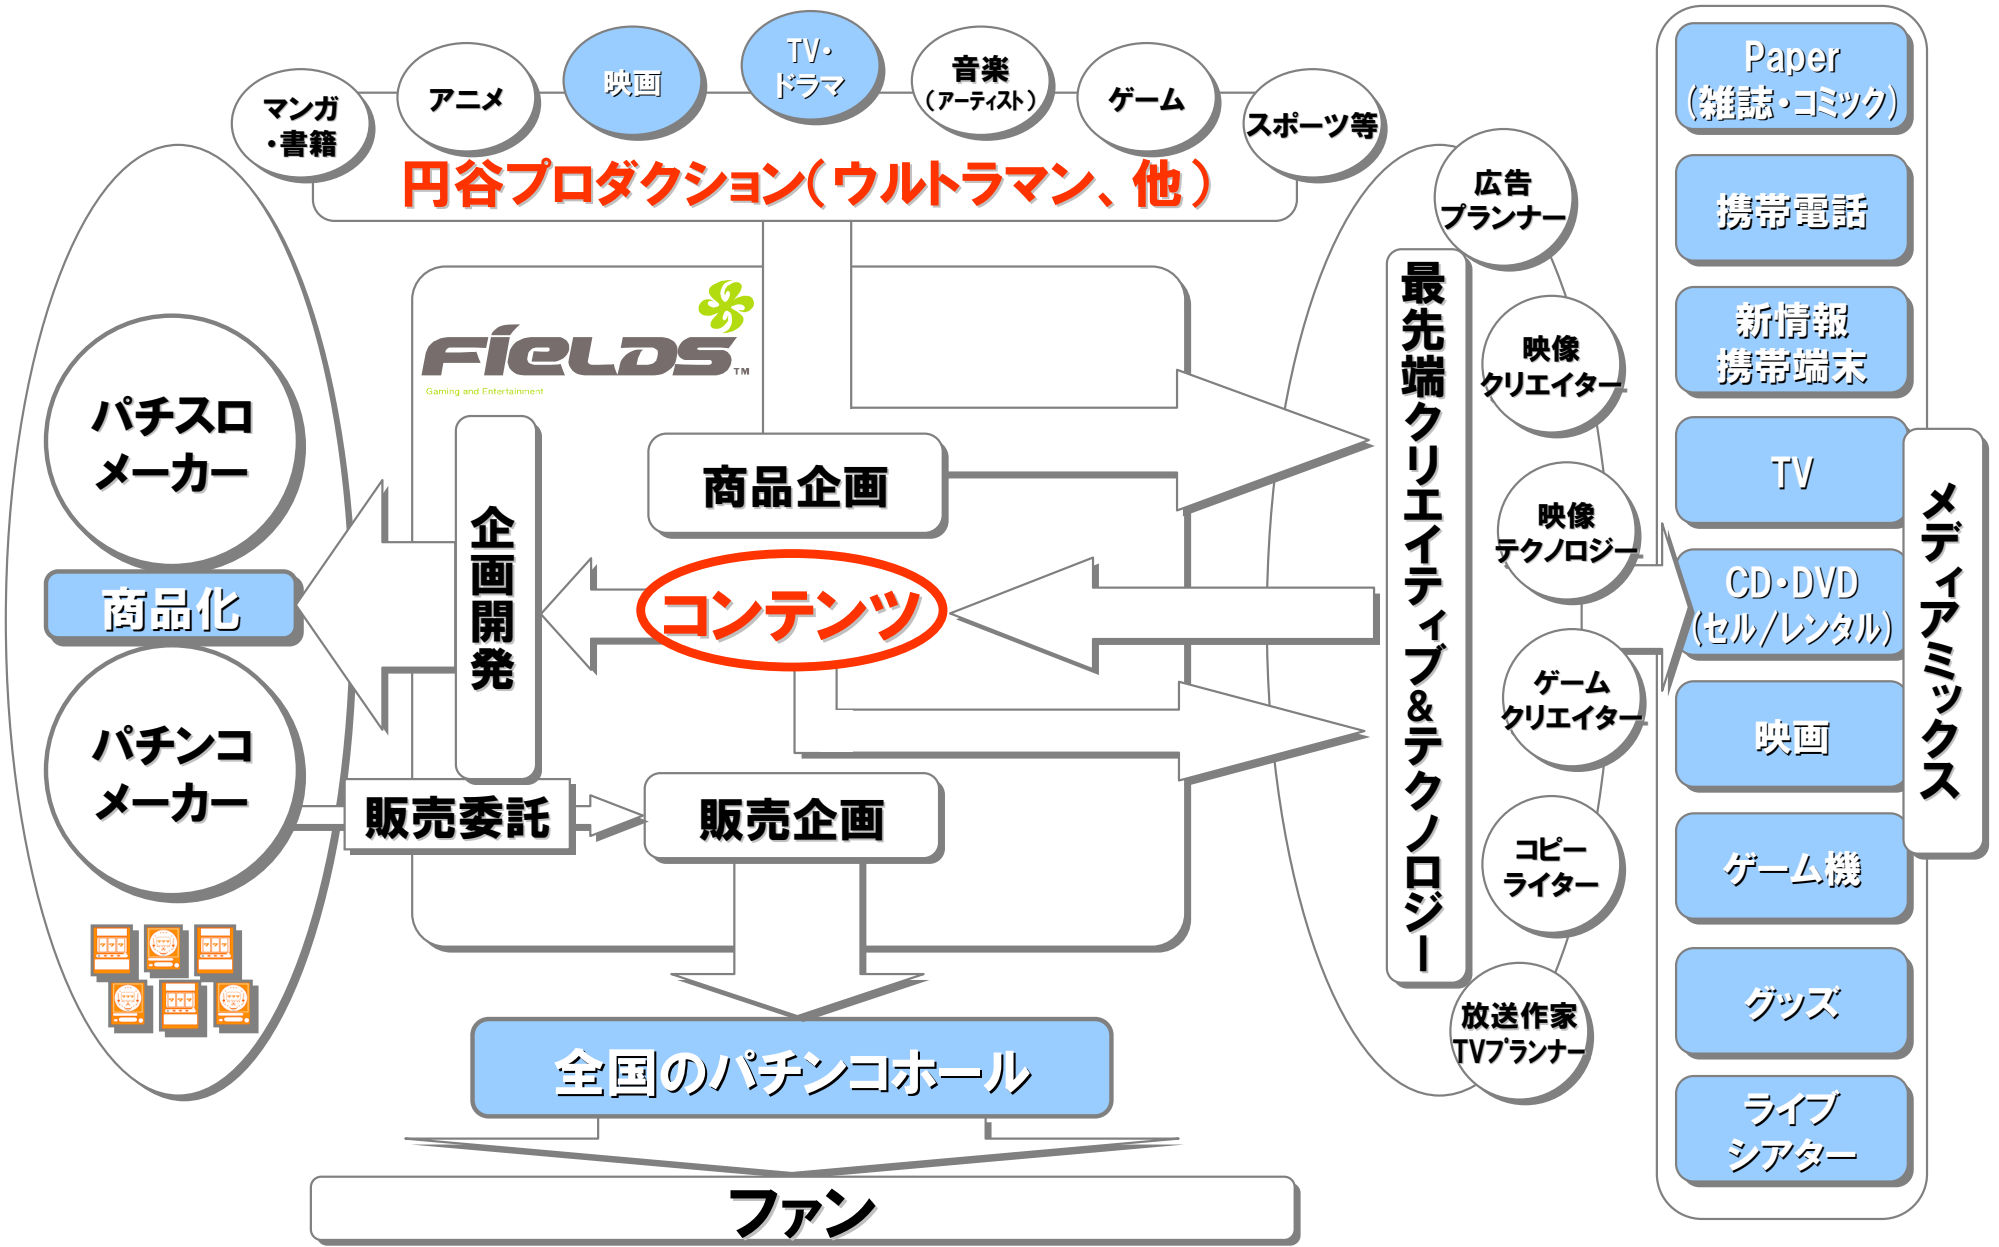 マンガ
・書籍
アニメ
映画
TV・
ドラマ
音楽
（アーティスト）
ゲーム
スポーツ等
円谷プロダクション（ウルトラマン、他）
FIELDS™
Gaming and Entertainment
パチスロ
メーカー
商品化
パチンコ
メーカー
企画開発
商品企画
コンテンツ
販売委託
販売企画
全国のパチンコホール
ファン
最先端クリエイティブ&テクノロジー
広告
プランナー
映像
クリエイター
映像
テクノロジー
ゲーム
クリエイター
コピー
ライター
放送作家
TVプランナー
Paper
（雑誌・コミック）
携帯電話
新情報
携帯端末
TV
CD・DVD
（セル/レンタル）
映画
ゲーム機
グッズ
ライブ
シアター
メディアミックス